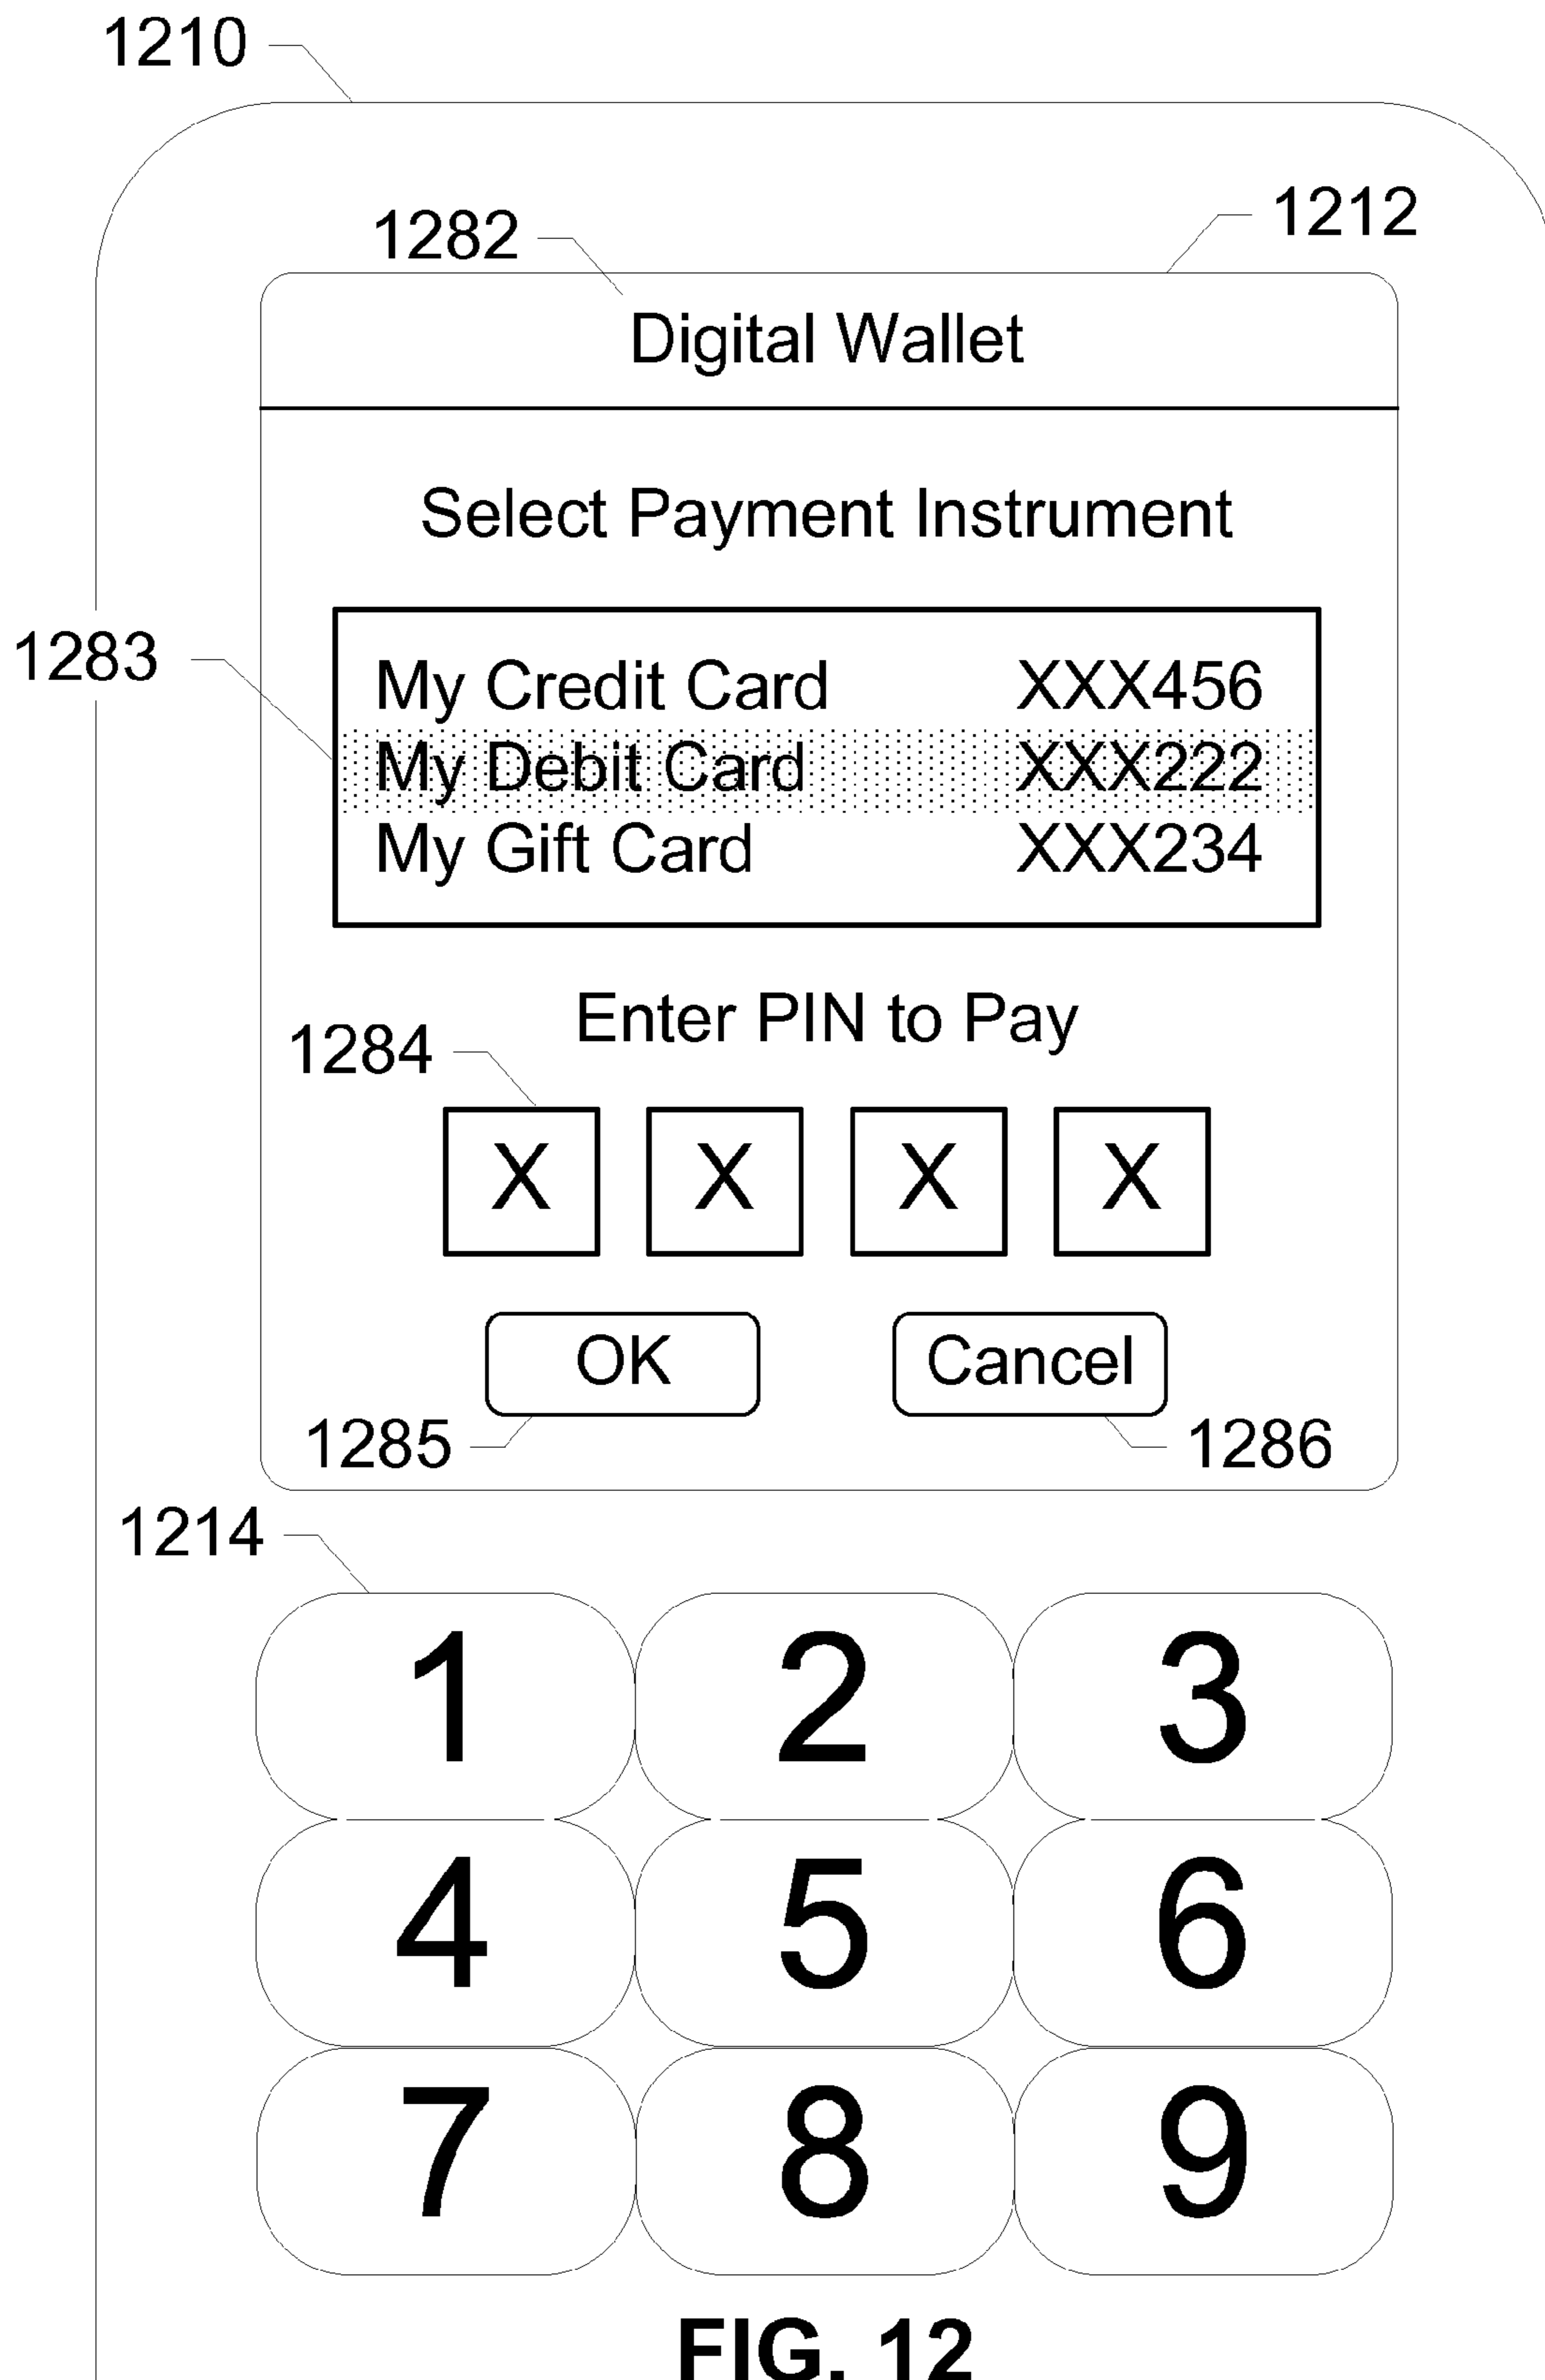 1210
1282
1212
Digital Wallet
Select Payment Instrument
1283
My Credit Card XXX456
My Debit Card XXX222
My Gift Card XXX234
Enter PIN to Pay
1284
X X X X
OK Cancel
1285 1286
1214
1 2 3
4 5 6
7 8 9
FIG. 12